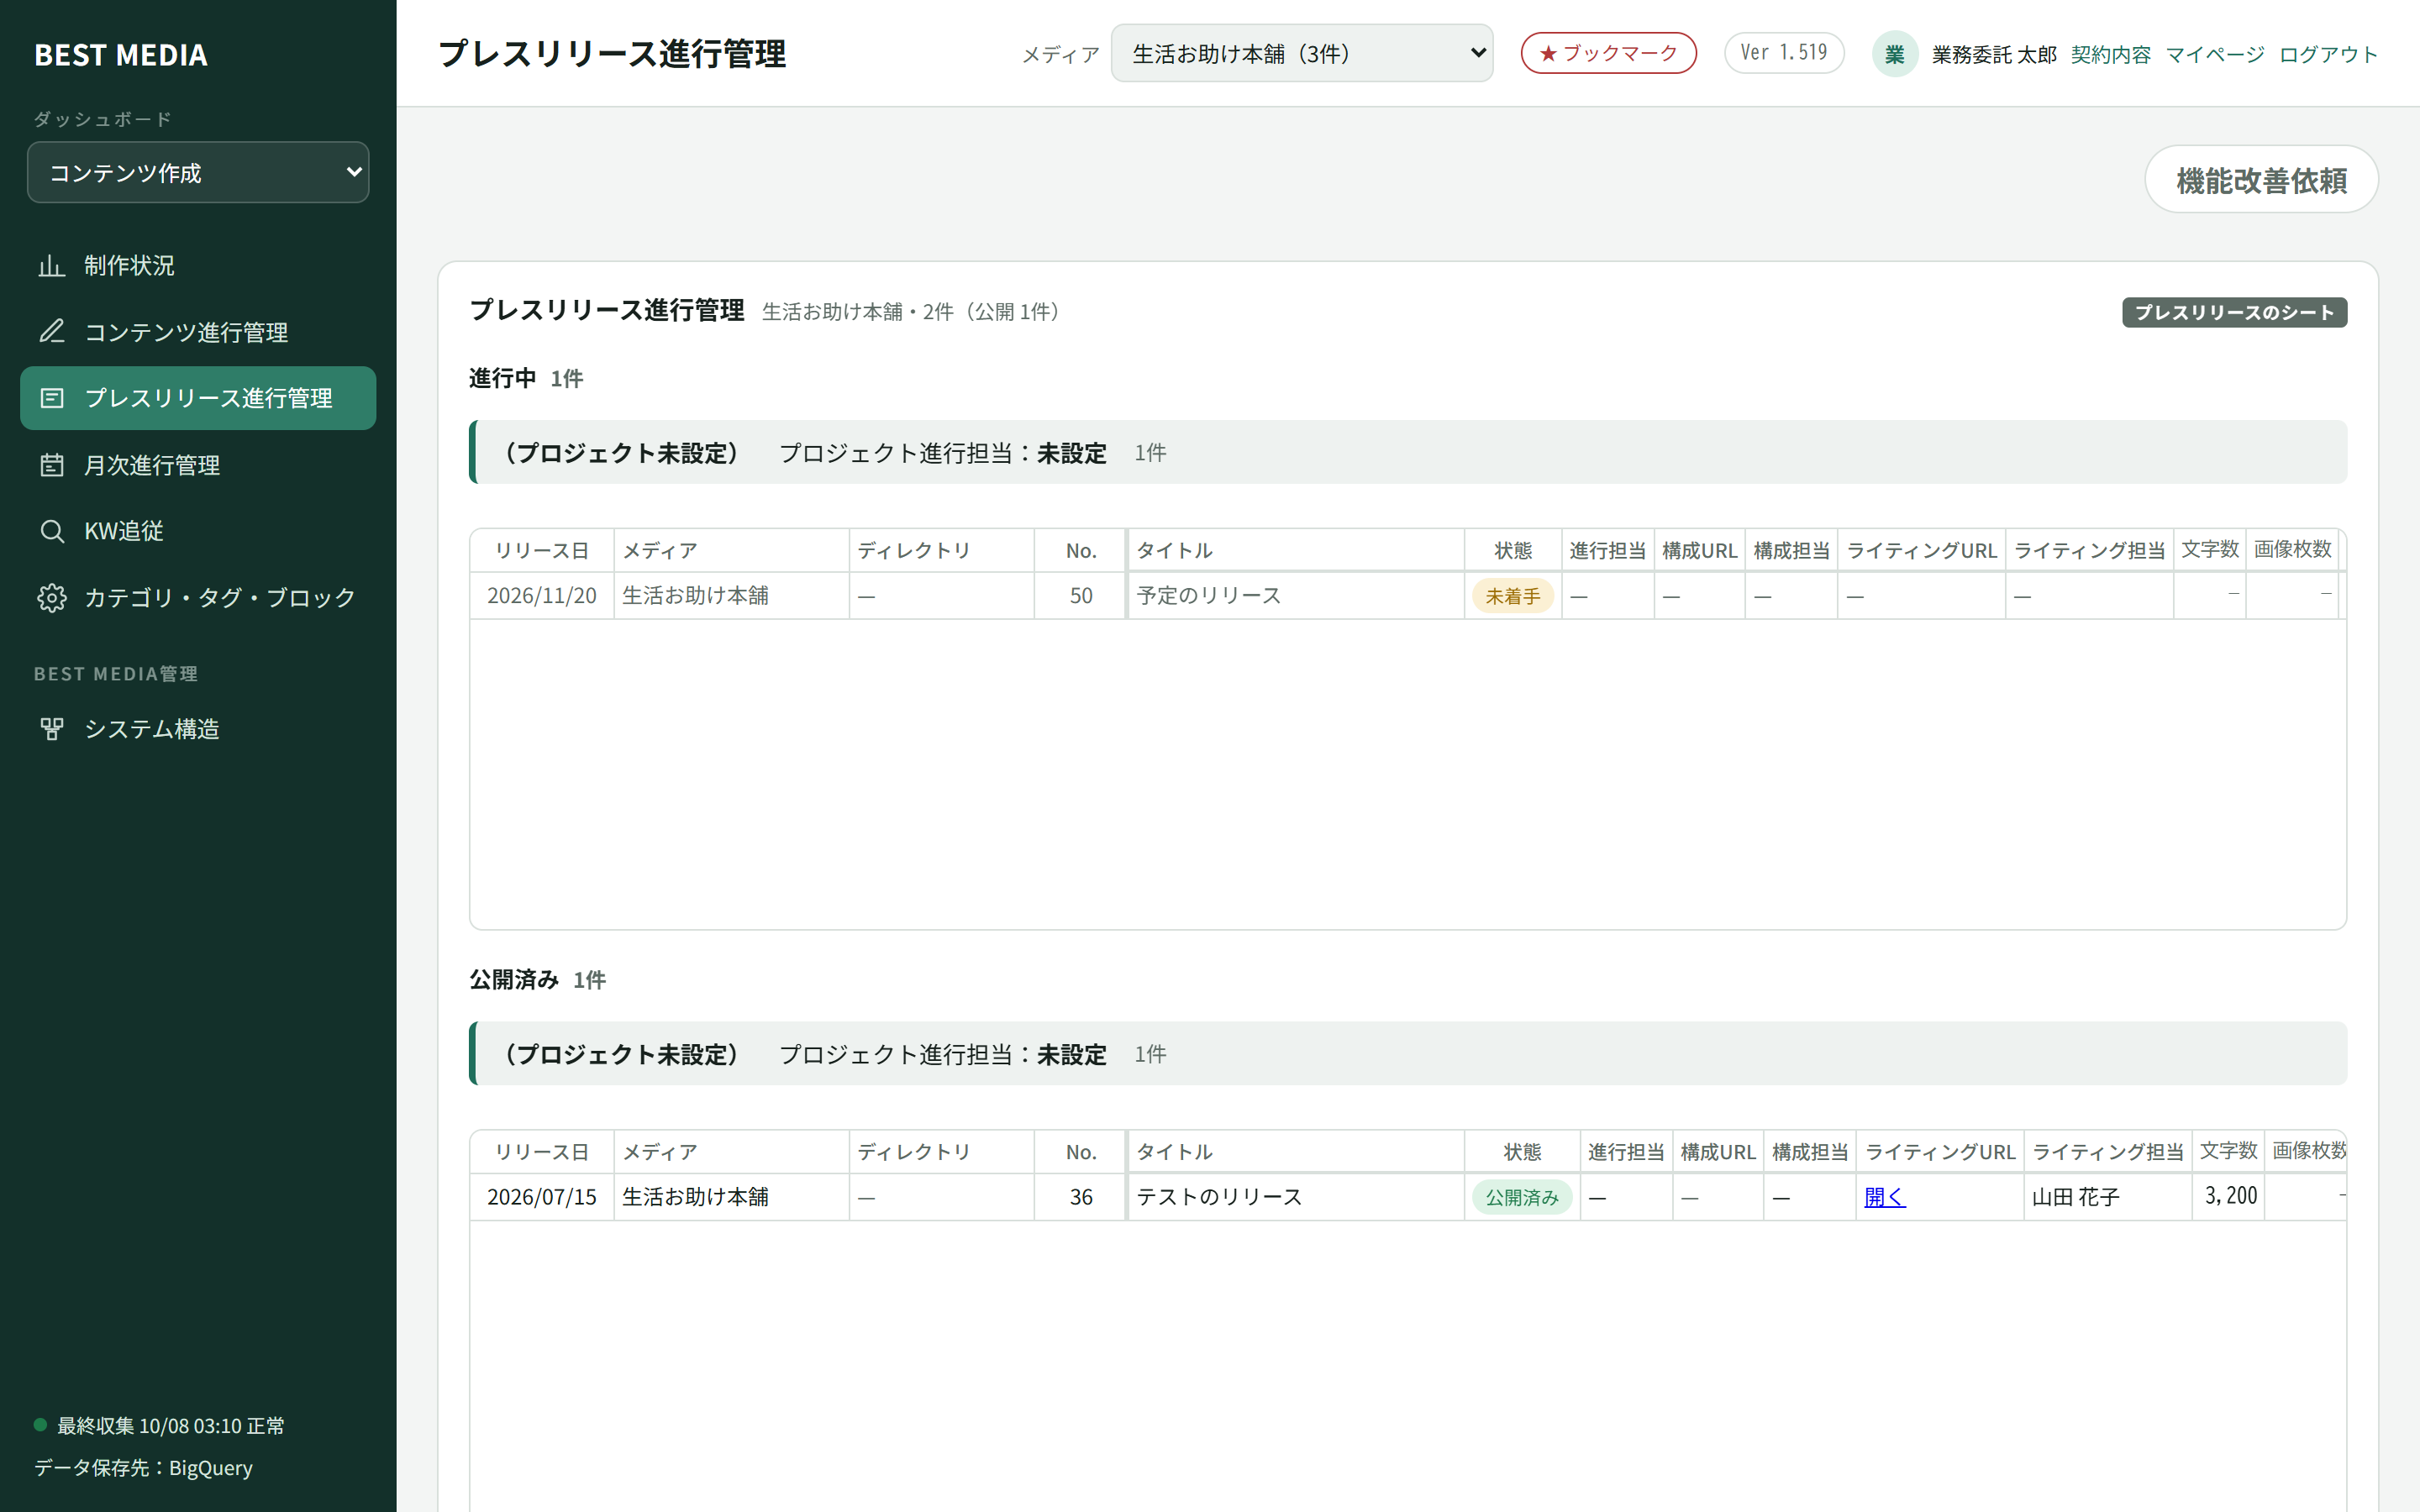 BEST MEDIA
ダッシュボード
コンテンツ作成
制作状況
コンテンツ進行管理
プレスリリース進行管理
月次進行管理
KW追従
カテゴリ・タグ・ブロック
BEST MEDIA管理
システム構造
最終収集 10/08 03:10 正常
データ保存先：BigQuery
プレスリリース進行管理 メディア 生活お助け本舗（3件） ★ ブックマーク Ver 1.519 業 業務委託 太郎 契約内容 マイページ ログアウト
機能改善依頼
プレスリリース進行管理 生活お助け本舗・2件（公開 1件） プレスリリースのシート
進行中 1件
（プロジェクト未設定） プロジェクト進行担当：未設定 1件
リリース日 メディア ディレクトリ No. タイトル 状態 進行担当 構成URL 構成担当 ライティングURL ライティング担当 文字数 画像枚数
2026/11/20 生活お助け本舗 — 50 予定のリリース 未着手 — — — — — — —
公開済み 1件
（プロジェクト未設定） プロジェクト進行担当：未設定 1件
リリース日 メディア ディレクトリ No. タイトル 状態 進行担当 構成URL 構成担当 ライティングURL ライティング担当 文字数 画像枚数
2026/07/15 生活お助け本舗 — 36 テストのリリース 公開済み — — — 開く 山田 花子 3,200 —